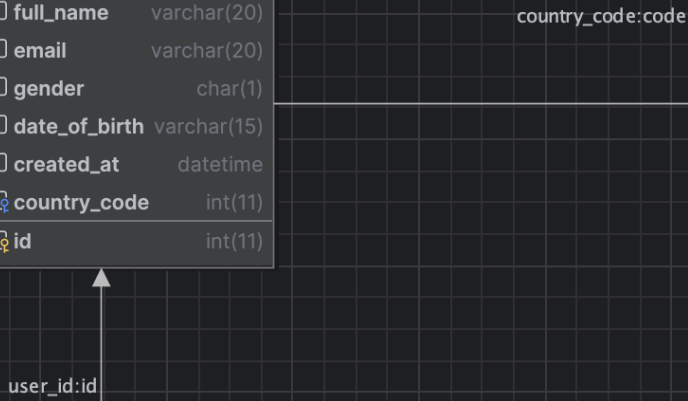 full_name varchar(20)
country_code:code
email varchar(20)
gender char(1)
date_of_birth varchar(15)
created_at datetime
country_code int(11)
id int(11)
user_id:id